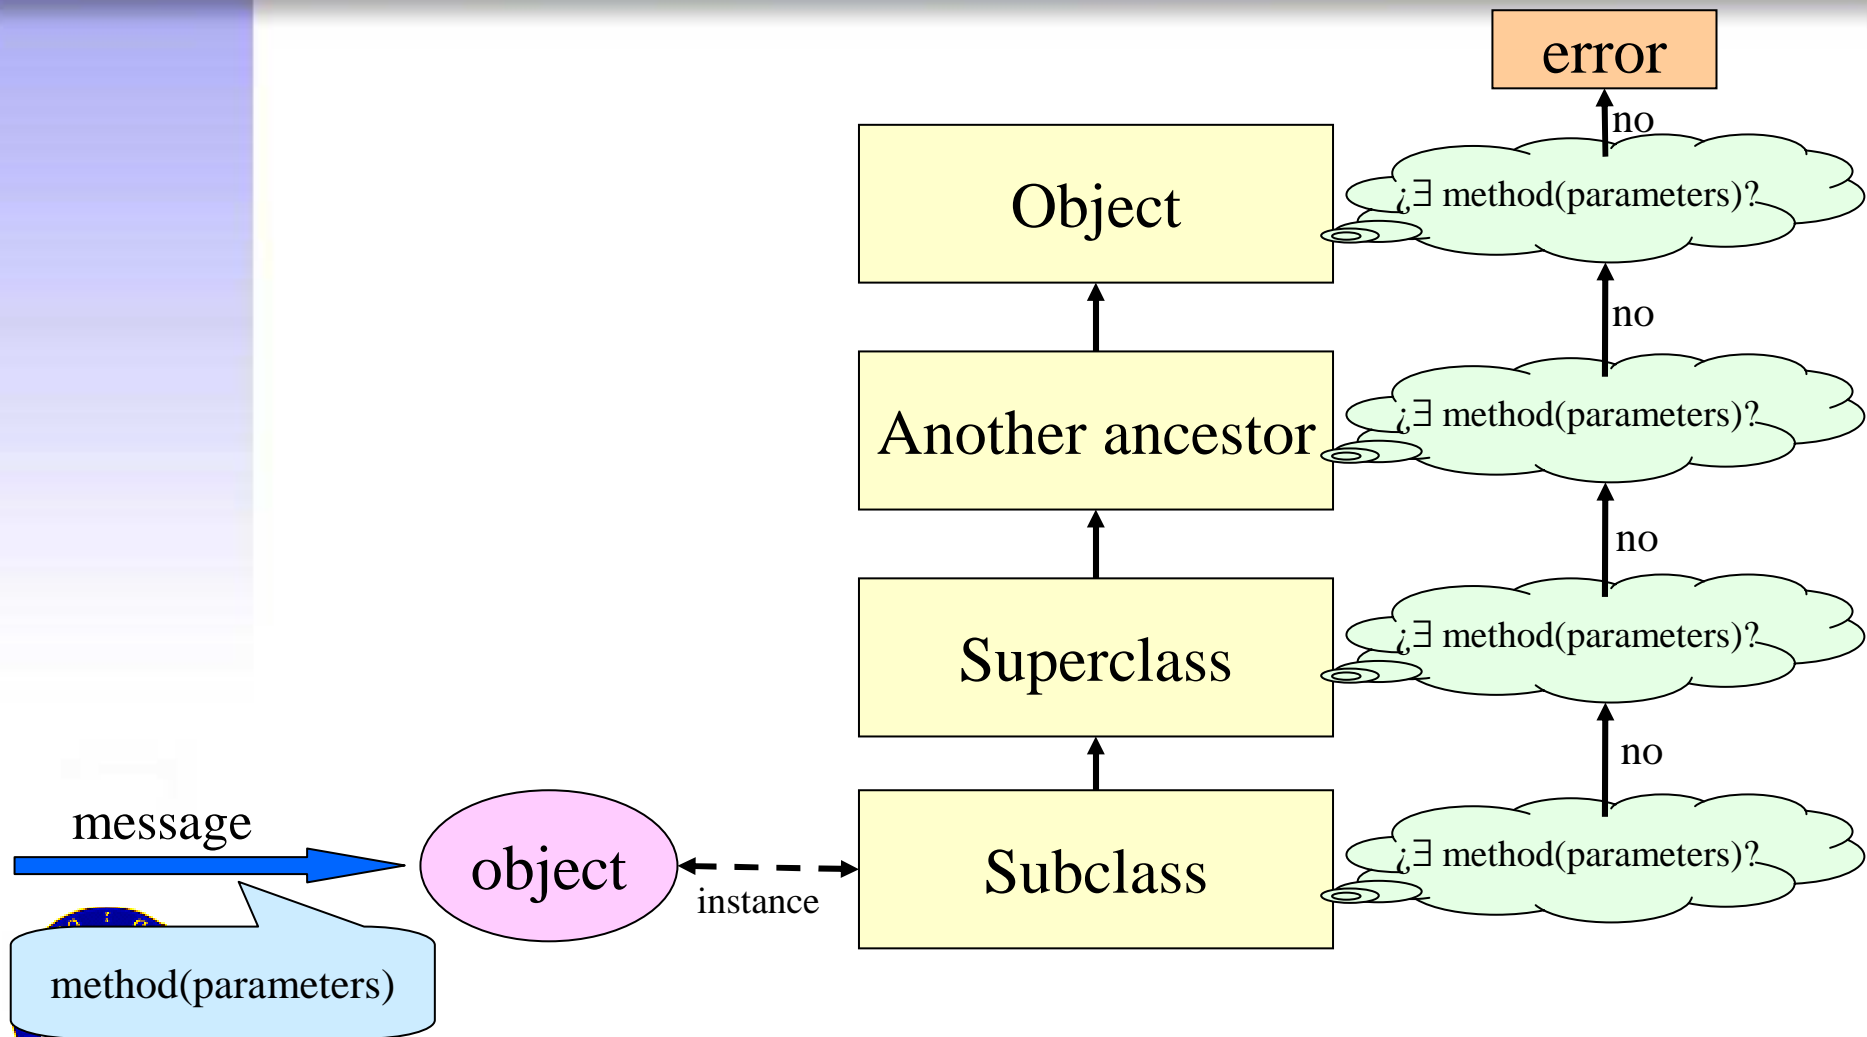 error
no
Object
¿∃ method(parameters)?
no
Another ancestor
¿∃ method(parameters)?
no
Superclass
¿∃ method(parameters)?
no
message
object
instance
Subclass
¿∃ method(parameters)?
method(parameters)